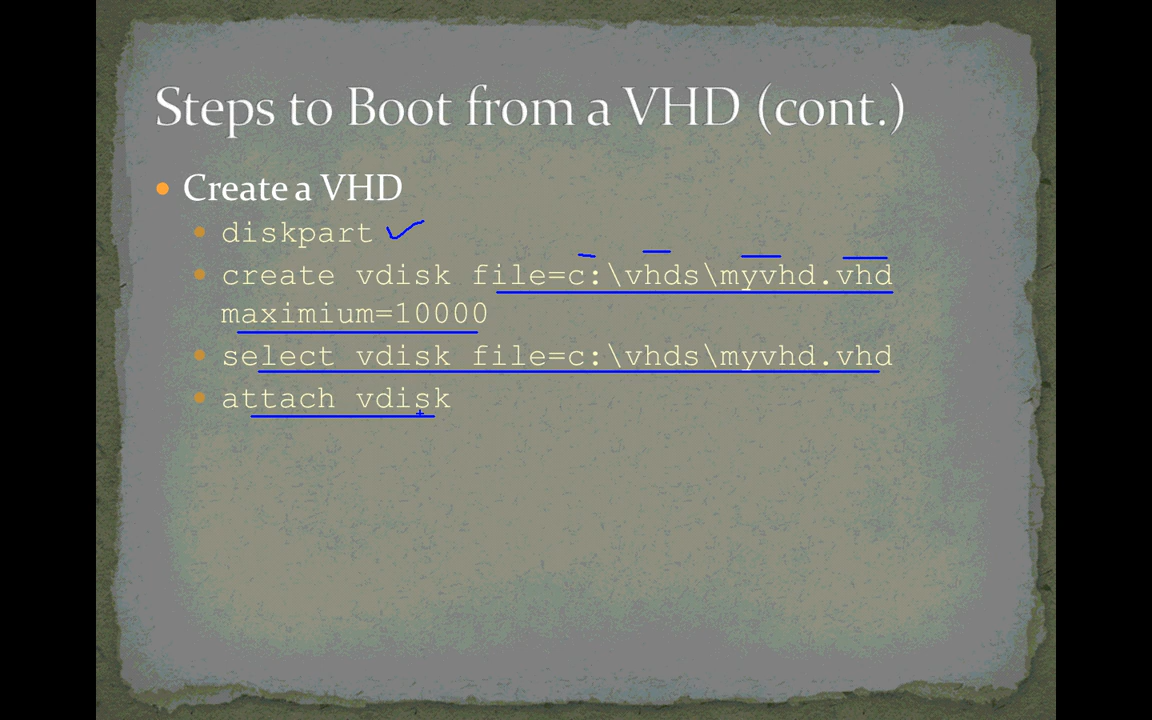 Steps to Boot from a VHD (cont.)
Create a VHD
diskpart
create vdisk file=c:\vhds\myvhd.vhd
maximium=10000
select vdisk file=c:\vhds\myvhd.vhd
attach vdisk